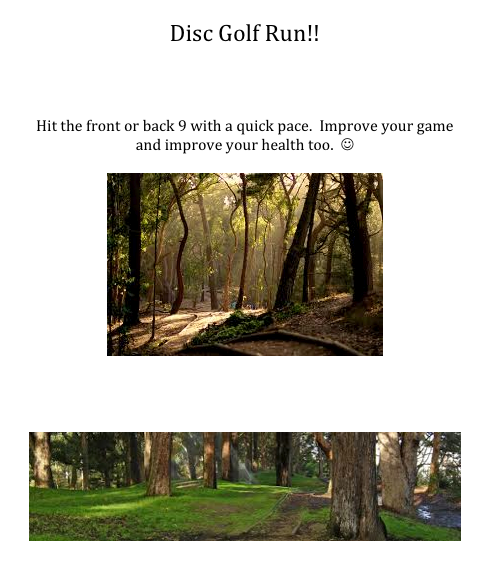 Disc Golf Run!!
Hit the front or back 9 with a quick pace.  Improve your game
and improve your health too.  ☺